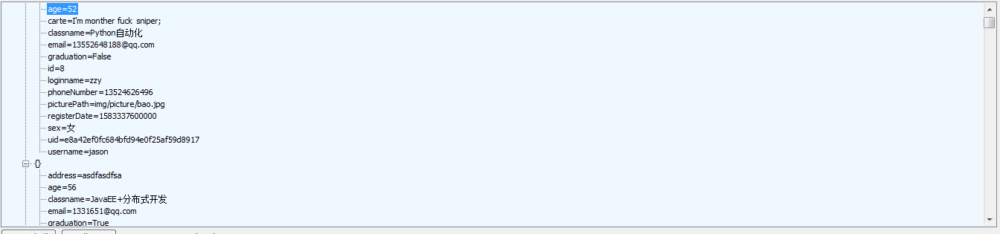 age=52
carte=I'm monther fuck  sniper;
classname=Python自动化
email=13552648188@qq.com
graduation=False
id=8
loginname=zzy
phoneNumber=13524626496
picturePath=img/picture/bao.jpg
registerDate=1583337600000
sex=女
uid=e8a42ef0fc684bfd94e0f25af59d8917
username=jason
{}
address=asdfasdfsa
age=56
classname=JavaEE+分布式开发
email=1331651@qq.com
graduation=True